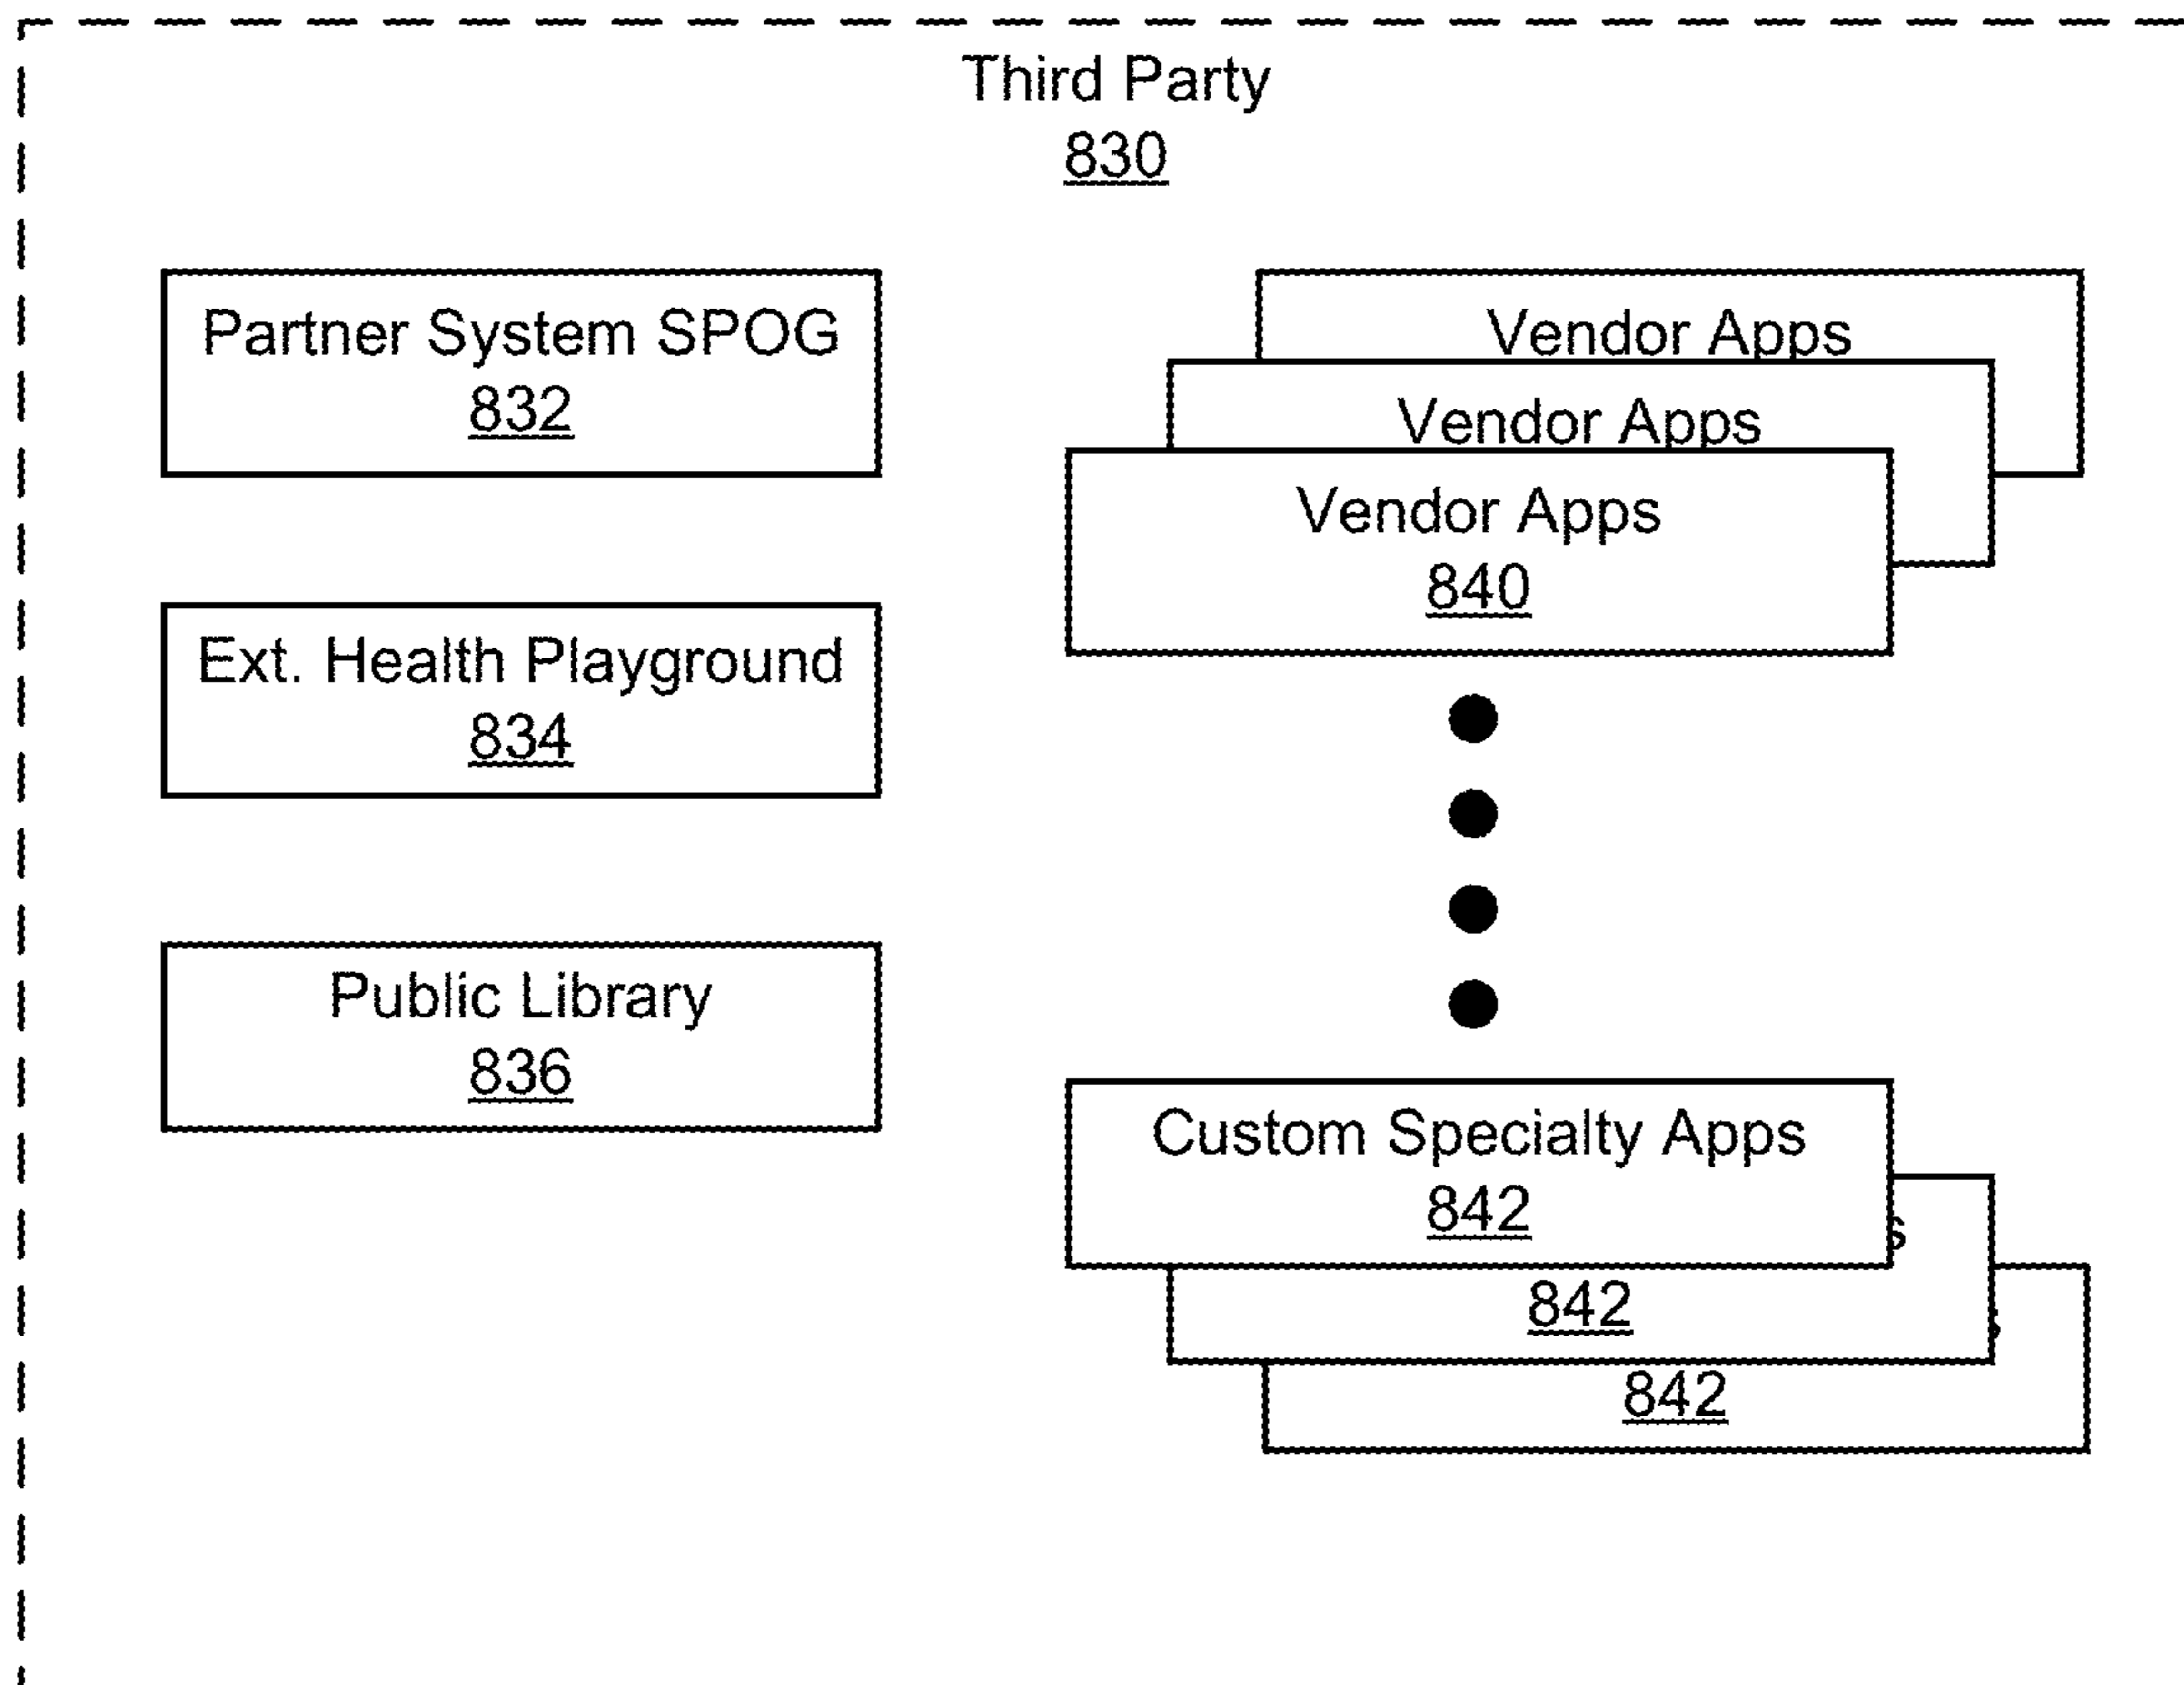 Third Party
830
Partner System SPOG
832
Ext. Health Playground
834
Public Library
836
Vendor Apps
Vendor Apps
Vendor Apps
840
Custom Specialty Apps
842
s
842
842